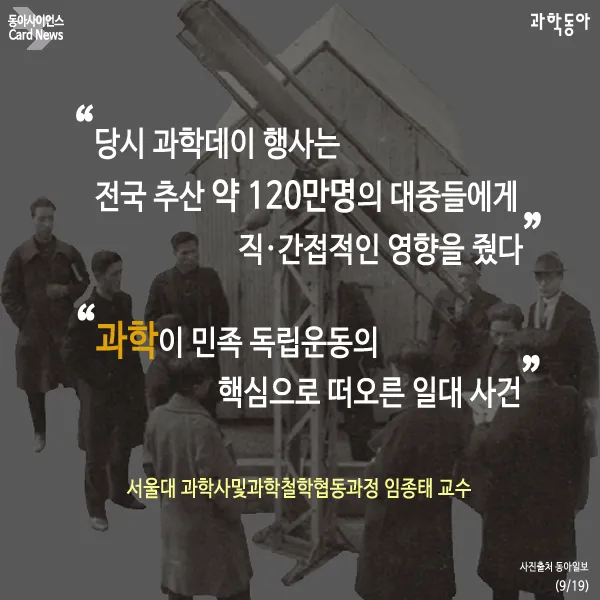 동아사이언스
Card News
과학동아
“당시 과학데이 행사는
전국 추산 약 120만명의 대중들에게
직·간접적인 영향을 줬다”
“과학이 민족 독립운동의
핵심으로 떠오른 일대 사건”
서울대 과학사및과학철학협동과정 임종태 교수
사진출처 동아일보
(9/19)